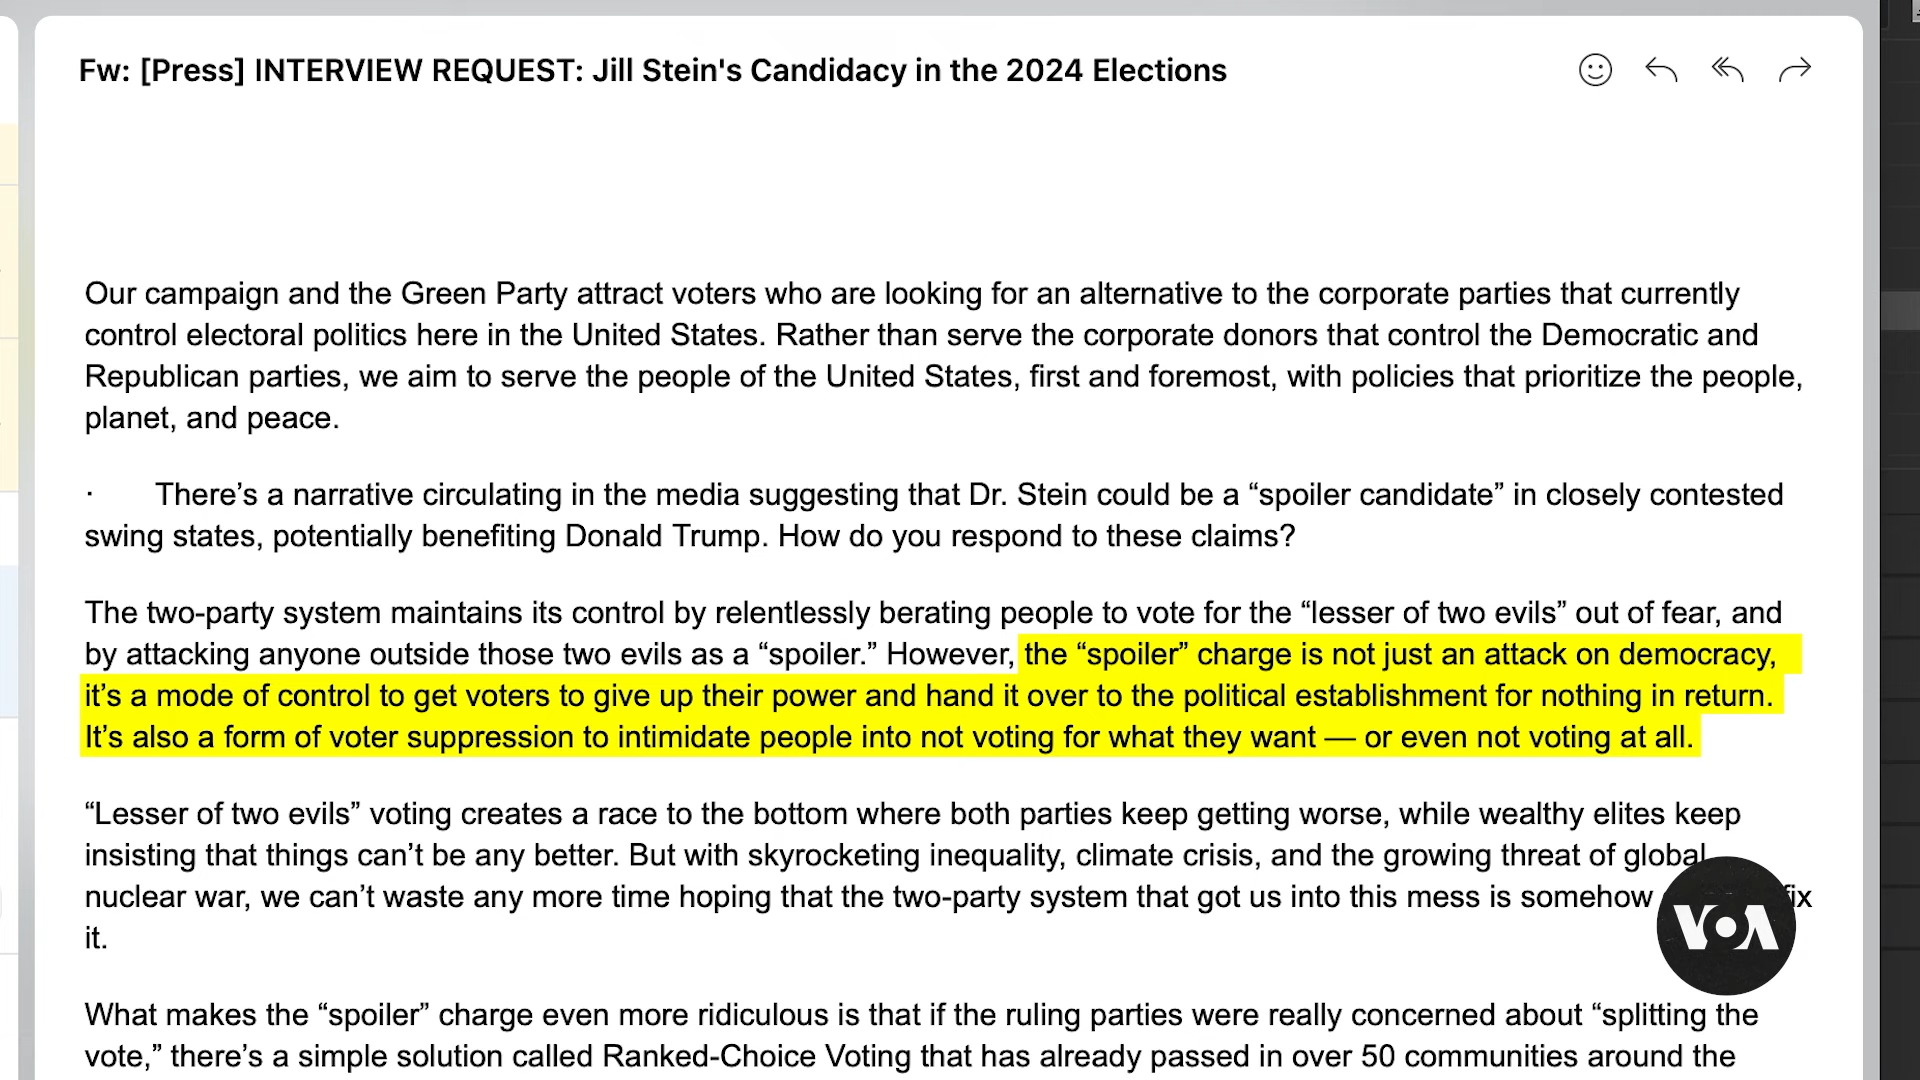 Fw: [Press] INTERVIEW REQUEST: Jill Stein's Candidacy in the 2024 Elections
Our campaign and the Green Party attract voters who are looking for an alternative to the corporate parties that currently
control electoral politics here in the United States. Rather than serve the corporate donors that control the Democratic and
Republican parties, we aim to serve the people of the United States, first and foremost, with policies that prioritize the people,
planet, and peace.
· There’s a narrative circulating in the media suggesting that Dr. Stein could be a “spoiler candidate” in closely contested
swing states, potentially benefiting Donald Trump. How do you respond to these claims?
The two-party system maintains its control by relentlessly berating people to vote for the “lesser of two evils” out of fear, and
by attacking anyone outside those two evils as a “spoiler.” However, the “spoiler” charge is not just an attack on democracy,
it’s a mode of control to get voters to give up their power and hand it over to the political establishment for nothing in return.
It’s also a form of voter suppression to intimidate people into not voting for what they want — or even not voting at all.
“Lesser of two evils” voting creates a race to the bottom where both parties keep getting worse, while wealthy elites keep
insisting that things can’t be any better. But with skyrocketing inequality, climate crisis, and the growing threat of global
nuclear war, we can’t waste any more time hoping that the two-party system that got us into this mess is somehow fix
it.
VOA
What makes the “spoiler” charge even more ridiculous is that if the ruling parties were really concerned about “splitting the
vote,” there’s a simple solution called Ranked-Choice Voting that has already passed in over 50 communities around the